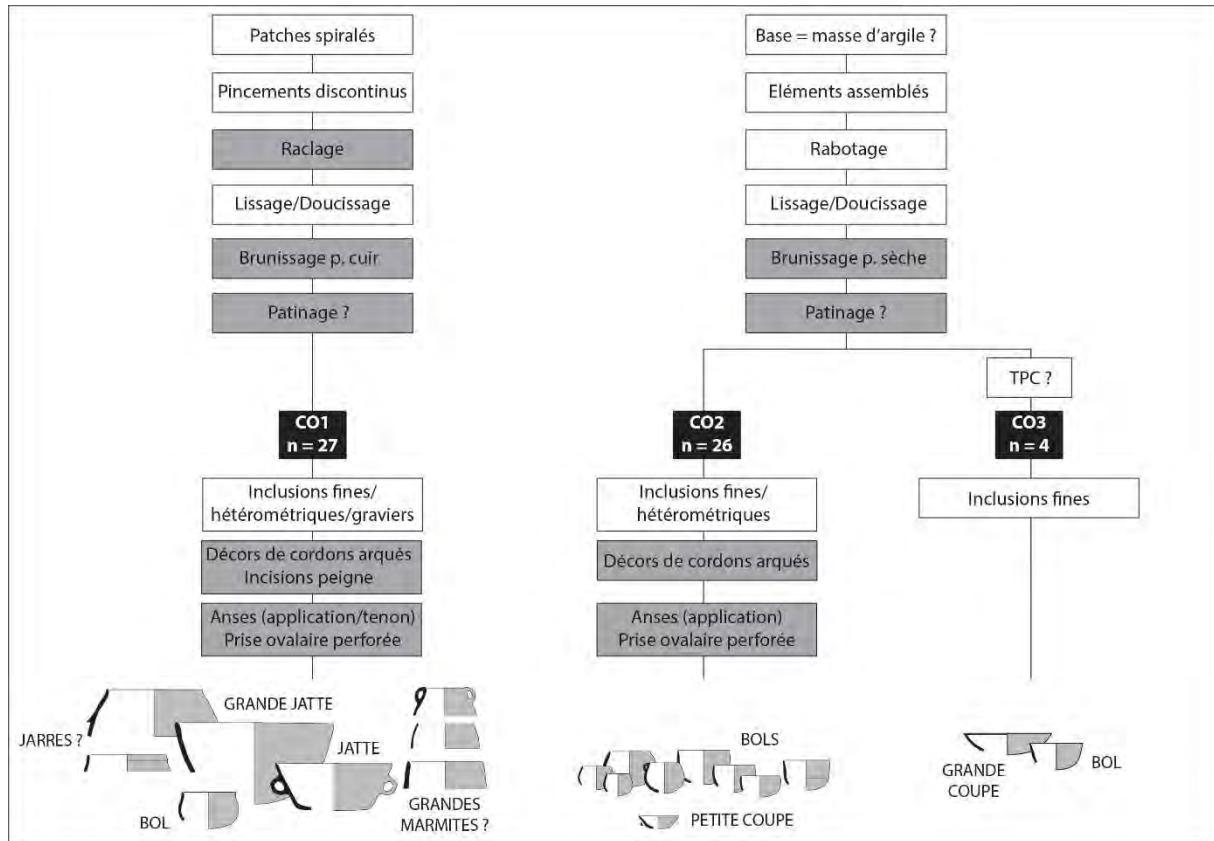 Patches spiralés
Pincements discontinus
Raclage
Lissage/Doucissage
Brunissage p. cuir
Patinage ?
CO1
n = 27
Inclusions fines/
hétérométriques/graviers
Décors de cordons arqués
Incisions peigne
Anses (application/tenon)
Prise ovalaire perforée
JARRES ?
GRANDE JATTE
JATTE
BOL
GRANDES
MARMITES ?
Base = masse d'argile ?
Eléments assemblés
Rabotage
Lissage/Doucissage
Brunissage p. sèche
Patinage ?
CO2
n = 26
Inclusions fines/
hétérométriques
Décors de cordons arqués
Anses (application)
Prise ovalaire perforée
BOLS
PETITE COUPE
TPC ?
CO3
n = 4
Inclusions fines
GRANDE
COUPE
BOL